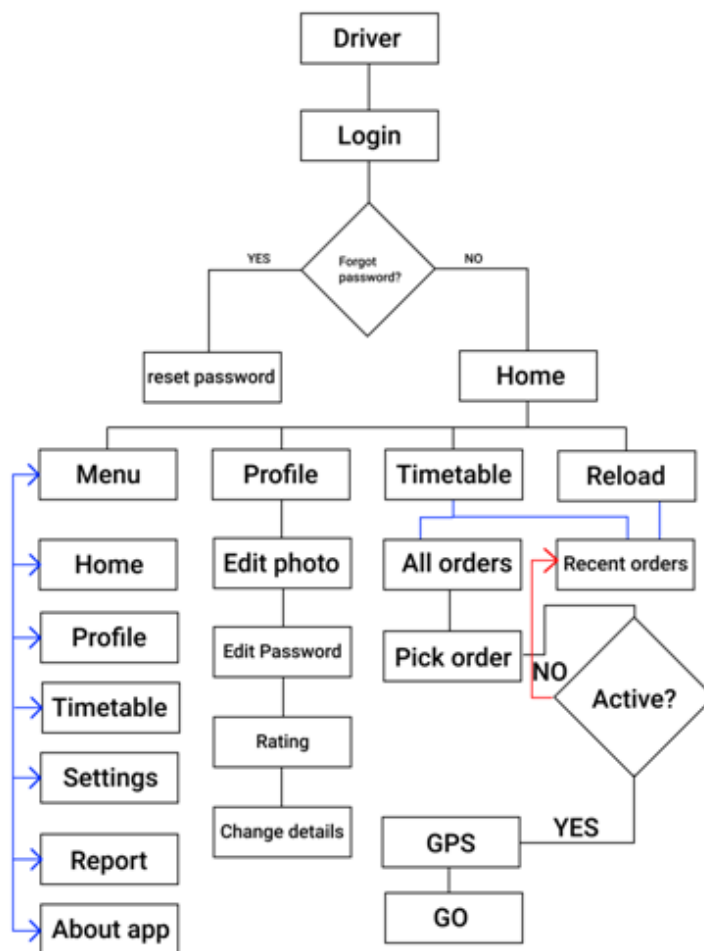 Driver
Login
YES
Forgot
password?
NO
reset password
Home
Menu
Profile
Timetable
Reload
Home
Edit photo
All orders
Recent orders
Profile
Edit Password
Pick order
NO
Active?
Timetable
Rating
Settings
Change details
GPS
YES
Report
GO
About app